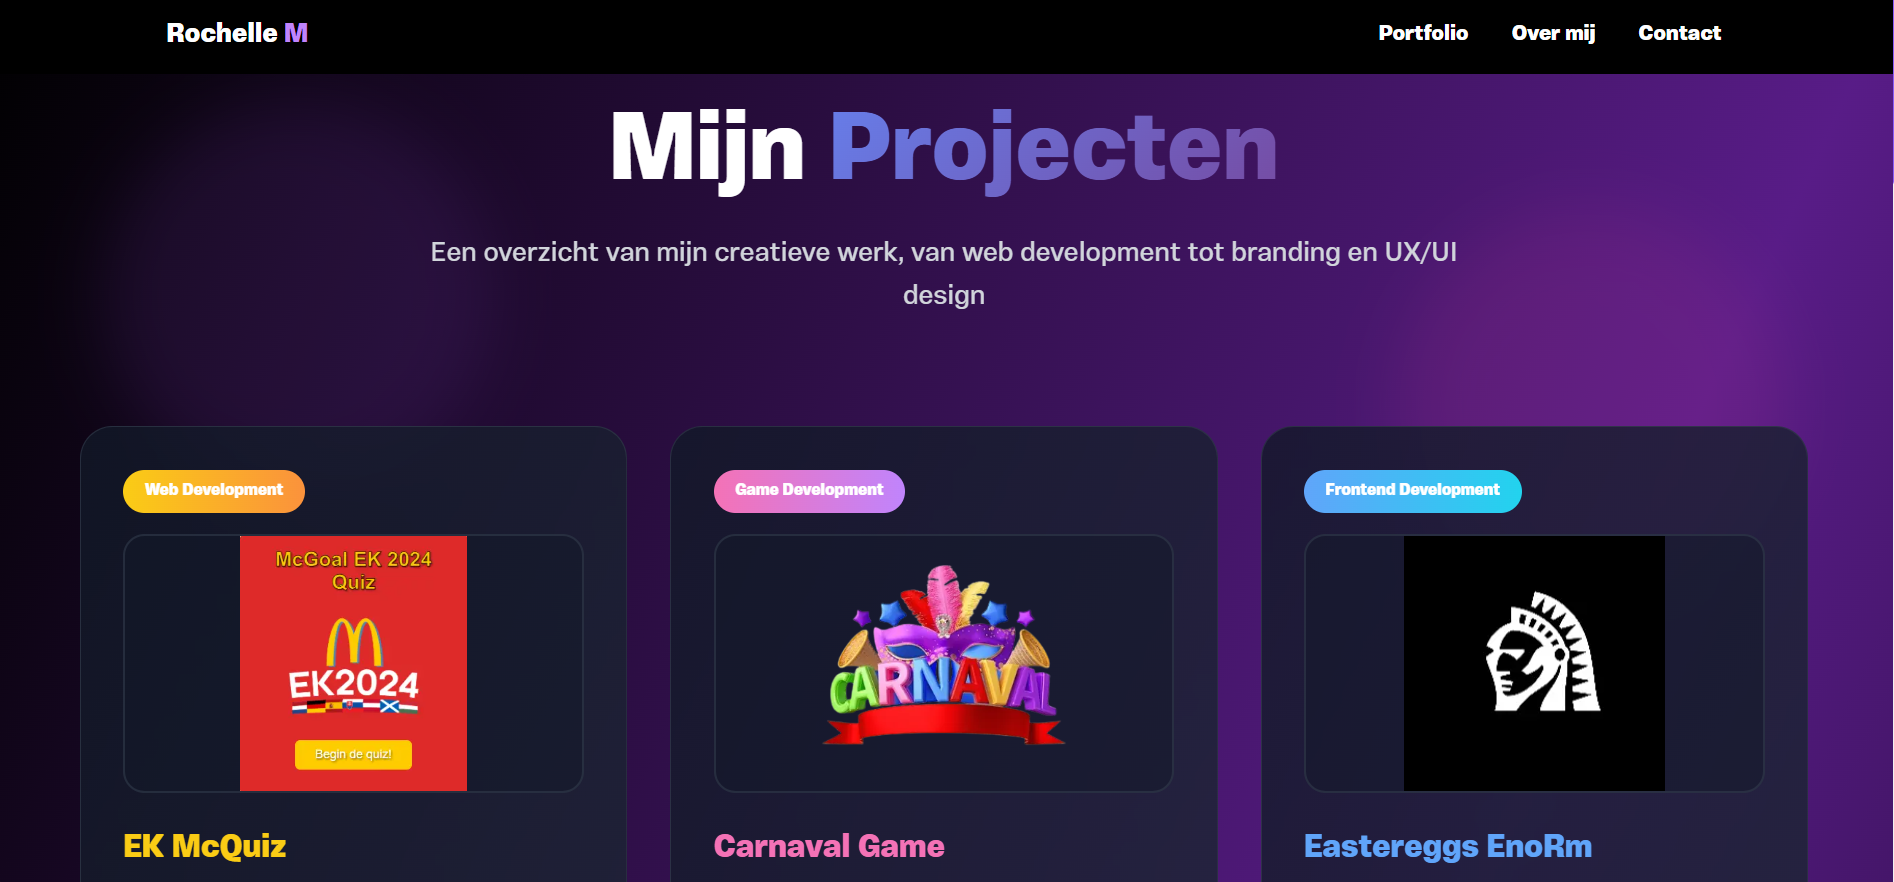 Rochelle M
Portfolio
Over mij
Contact
Mijn Projecten
Een overzicht van mijn creatieve werk, van web development tot branding en UX/UI
design
Web Development
McGoal EK 2024
Quiz
EK2024
Begin de quiz!
EK McQuiz
Game Development
CARNAVAL
Carnaval Game
Frontend Development
Eastereggs EnoRm